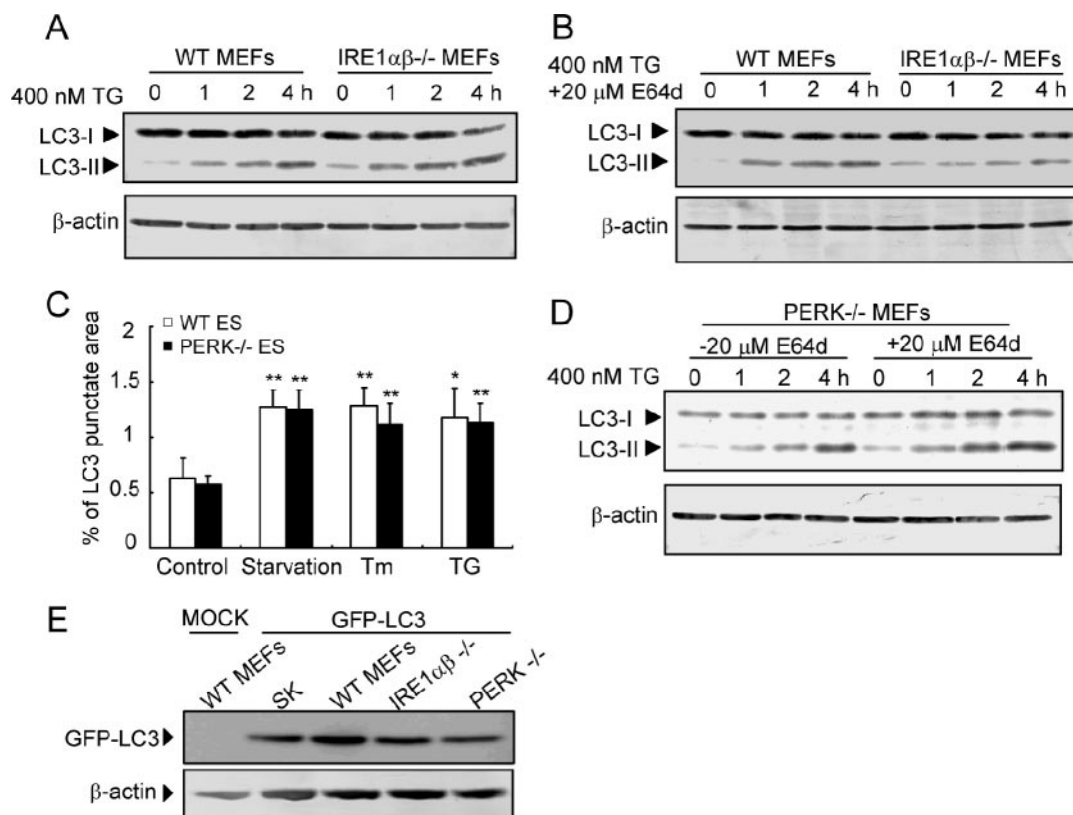 A
WT MEFs IRE1αβ-/- MEFs
400 nM TG 0 1 2 4 h 0 1 2 4 h
LC3-I
LC3-II
β-actin
B
400 nM TG WT MEFs IRE1αβ-/- MEFs
+20 μM E64d 0 1 2 4 h 0 1 2 4 h
LC3-I
LC3-II
β-actin
C
% of LC3 punctate area
2
1.5
1
0.5
0
WT ES
PERK-/- ES
** ** ** ** * **
Control Starvation Tm TG
D
PERK-/- MEFs
-20 μM E64d +20 μM E64d
400 nM TG 0 1 2 4 h 0 1 2 4 h
LC3-I
LC3-II
β-actin
E
MOCK GFP-LC3
WT MEFs SK WT MEFs IRE1αβ -/- PERK -/-
GFP-LC3
β-actin